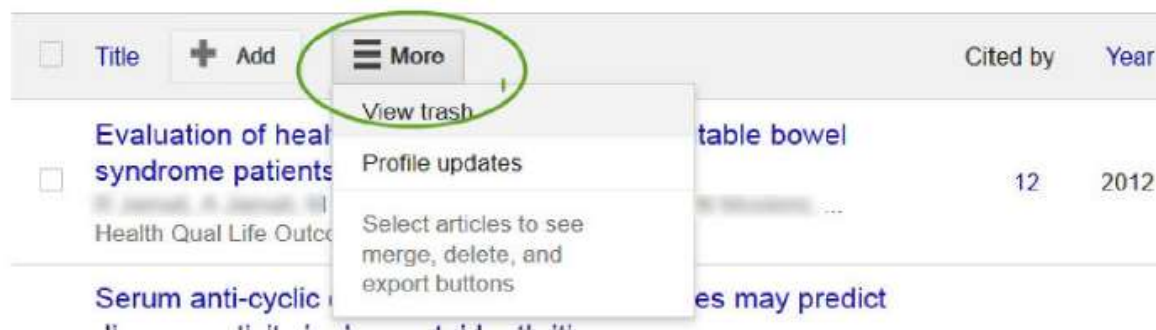 Title Add More Cited by Year
View trash
Evaluation of heal table bowel
syndrome patients
Profile updates
12 2012
...
Health Qual Life Outco
Select articles to see
merge, delete, and
export buttons
Serum anti-cyclic es may predict